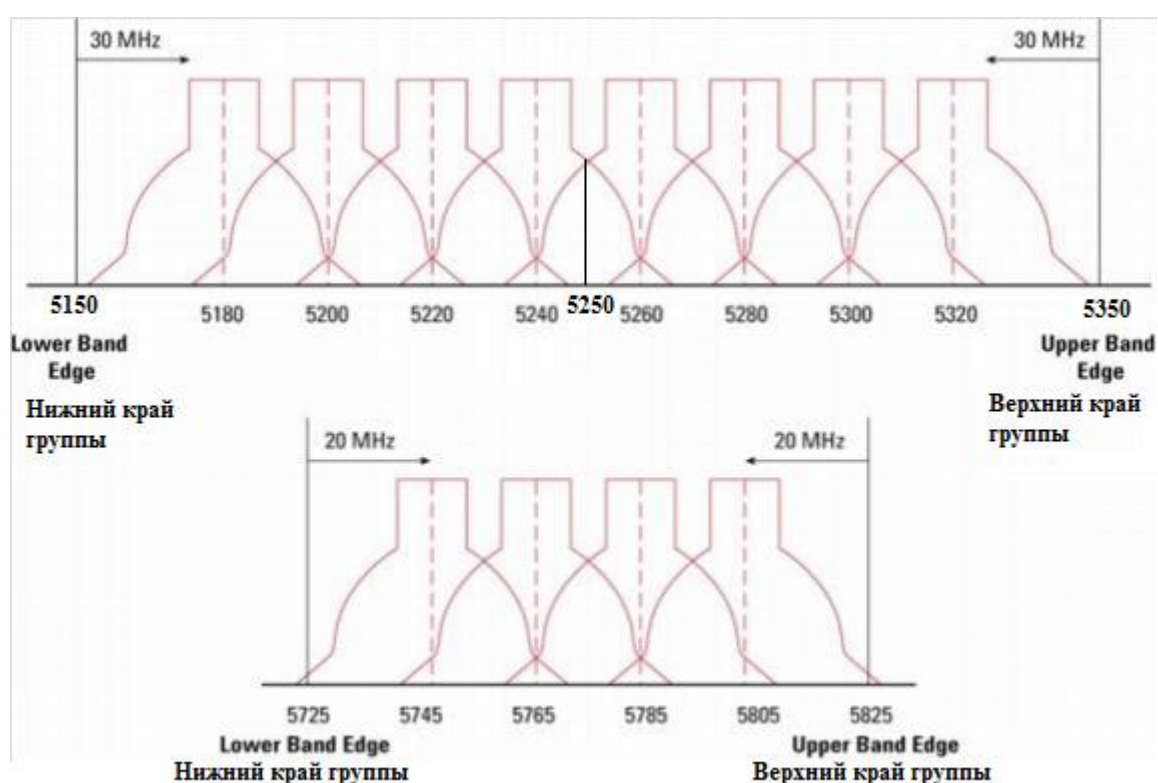 30 MHz 30 MHz
5150 5180 5200 5220 5240 5250 5260 5280 5300 5320 5350
Lower Band
Edge
Upper Band
Edge
Нижний край
группы
Верхний край
группы
20 MHz 20 MHz
5725 5745 5765 5785 5805 5825
Lower Band Edge Upper Band Edge
Нижний край группы Верхний край группы